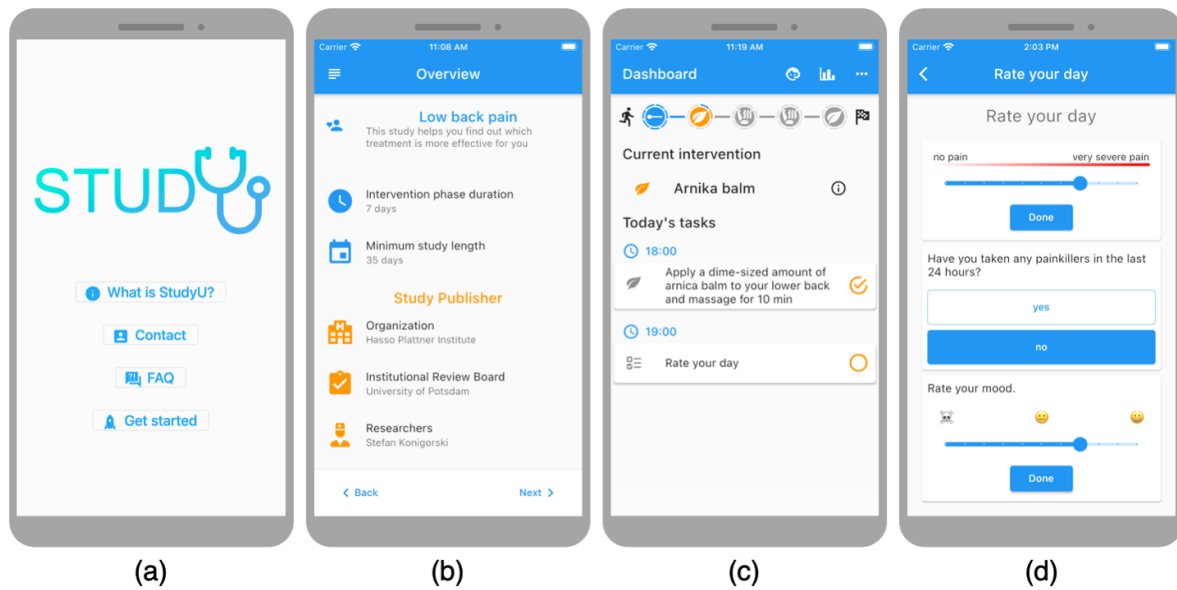 STUDYU
What is StudyU?
Contact
FAQ
Get started
(a)
Carrier
11:08 AM
Overview
Low back pain
This study helps you find out which
treatment is more effective for you
Intervention phase duration
7 days
Minimum study length
35 days
Study Publisher
Organization
Hasso Plattner Institute
Institutional Review Board
University of Potsdam
Researchers
Stefan Konigorski
Back
Next
(b)
Carrier
11:19 AM
Dashboard
Current intervention
Arnika balm
Today's tasks
18:00
Apply a dime-sized amount of
arnica balm to your lower back
and massage for 10 min
19:00
Rate your day
(c)
Carrier
2:03 PM
Rate your day
Rate your day
no pain very severe pain
Done
Have you taken any painkillers in the last
24 hours?
yes
no
Rate your mood.
Done
(d)